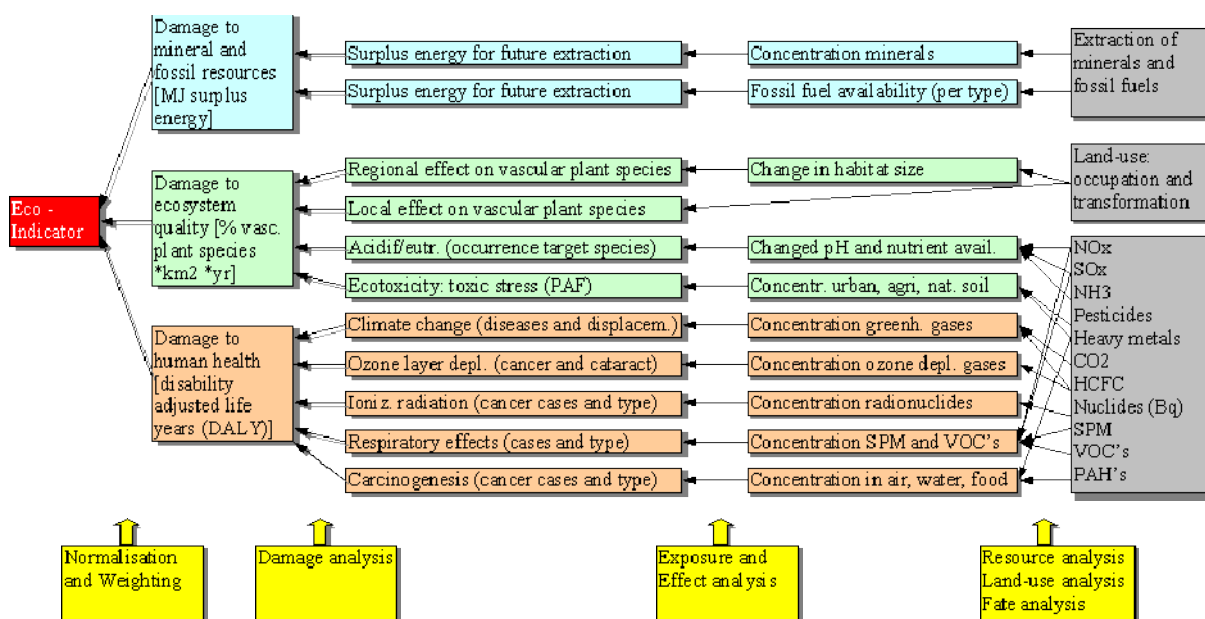 Damage to
mineral and
fossil resources
[MJ surplus
energy]
Surplus energy for future extraction
Concentration minerals
Extraction of
minerals and
fossil fuels
Surplus energy for future extraction
Fossil fuel availability (per type)
Eco -
Indicator
Damage to
ecosystem
quality [% vasc.
plant species
*km2 *yr]
Regional effect on vascular plant species
Change in habitat size
Land-use:
occupation and
transformation
Local effect on vascular plant species
Acidif/eutr. (occurrence target species)
Changed pH and nutrient avail.
Ecotoxicity: toxic stress (PAF)
Concentr. urban, agri, nat. soil
Damage to
human health
[disability
adjusted life
years (DALY)]
Climate change (diseases and displacem.)
Concentration greenh. gases
Ozone layer depl. (cancer and cataract)
Concentration ozone depl. gases
Ioniz. radiation (cancer cases and type)
Concentration radionuclides
Respiratory effects (cases and type)
Concentration SPM and VOC's
Carcinogenesis (cancer cases and type)
Concentration in air, water, food
NOx
SOx
NH3
Pesticides
Heavy metals
CO2
HCFC
Nuclides (Bq)
SPM
VOC's
PAH's
Normalisation
and Weighting
Damage analysis
Exposure and
Effect analysis
Resource analysis
Land-use analysis
Fate analysis